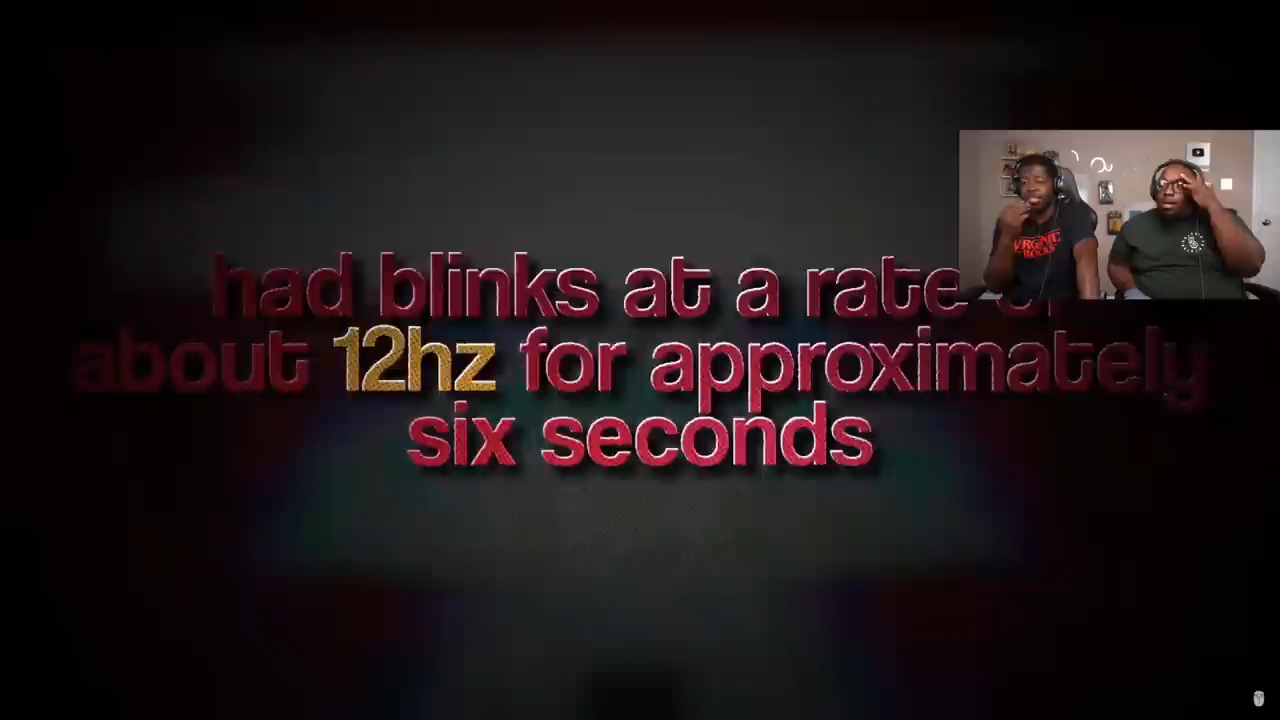 had blinks at a rate
about 12hz for approximately
six seconds